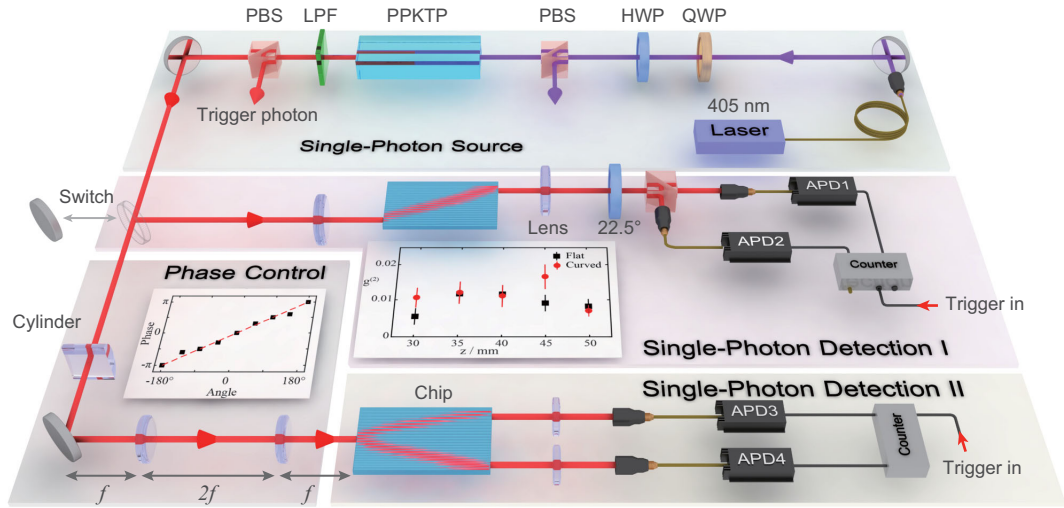 PBS LPF PPKTP PBS HWP QWP
Trigger photon
405 nm
Laser
Single-Photon Source
Switch
Lens
22.5°
APD1
APD2
Counter
Trigger in
Phase Control
Cylinder
Phase
π
0
-π
-180° 0 180°
Angle
g(2)
0.02
0.01
0
Flat
Curved
30 35 40 45 50
z / mm
Single-Photon Detection I
Single-Photon Detection II
Chip
APD3
APD4
Counter
Trigger in
f 2f f